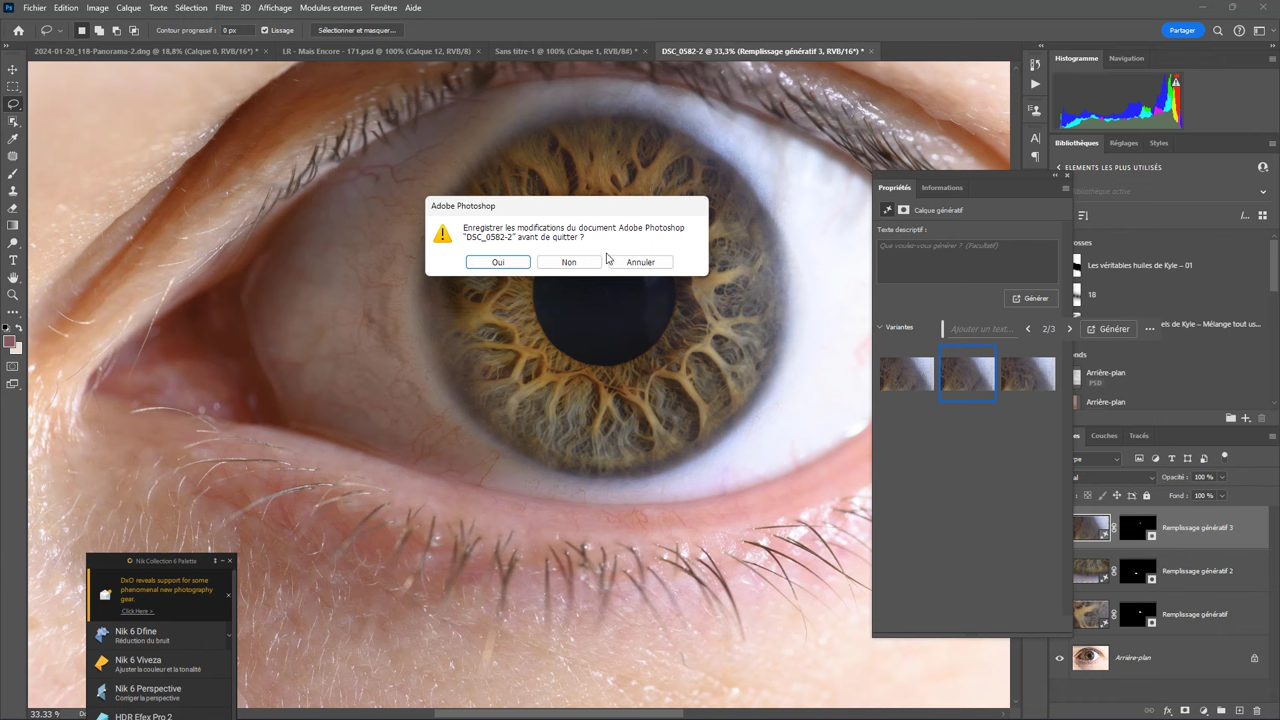 Fichier Edition Image Calque Texte Sélection Filtre 3D Affichage Modules externes Fenêtre Aide
Contour progressif : 0 px Lissage Sélectionner et masquer... Partager
2024-01-20_118-Panorama-2.dng @ 18,8% (Calque 0, RVB/16*) *
LR - Mais Encore - 171.psd @ 100% (Calque 12, RVB/8)
Sans titre-1 @ 100% (Calque 1, RVB/8#) *
DSC_0582-2 @ 33,3% (Remplissage génératif 3, RVB/16*) *
Histogramme Navigation
Bibliothèques Réglages Styles
ELEMENTS LES PLUS UTILISÉS
bliothèque active
Propriétés Informations
Calque génératif
Texte descriptif :
Que voulez-vous générer ? (Facultatif)
Générer
Variantes
Ajouter un text...
2/3
Générer
Adobe Photoshop
Enregistrer les modifications du document Adobe Photoshop
"DSC_0582-2" avant de quitter ?
Oui Non Annuler
osses
Les véritables huiles de Kyle – 01
18
els de Kyle – Mélange tout us...
onds
Arrière-plan
PSD
Arrière-plan
es Couches Tracés
ype
al Opacité : 100 %
Fond : 100 %
Remplissage génératif 3
Remplissage génératif 2
Remplissage génératif
Arrière-plan
Nik Collection 6 Palette
DxO reveals support for some
phenomenal new photography
gear.
Click Here >
Nik 6 Dfine
Réduction du bruit
Nik 6 Viveza
Ajuster la couleur et la tonalité
Nik 6 Perspective
Corriger la perspective
HDR Efex Pro 2
33,33 %